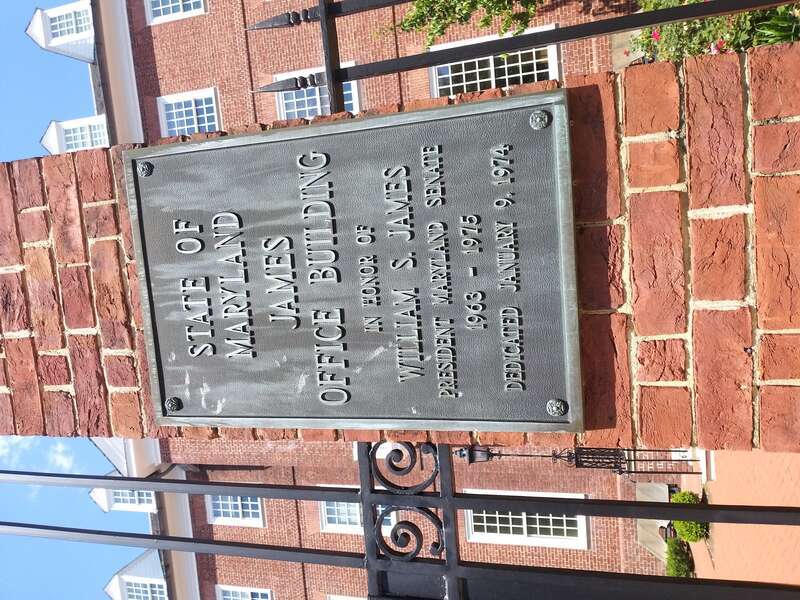 STATE OF
MARYLAND
JAMES
OFFICE BUILDING
IN HONOR OF
WILLIAM S. JAMES
PRESIDENT MARYLAND SENATE
1963 - 1975
DEDICATED JANUARY 9, 1974